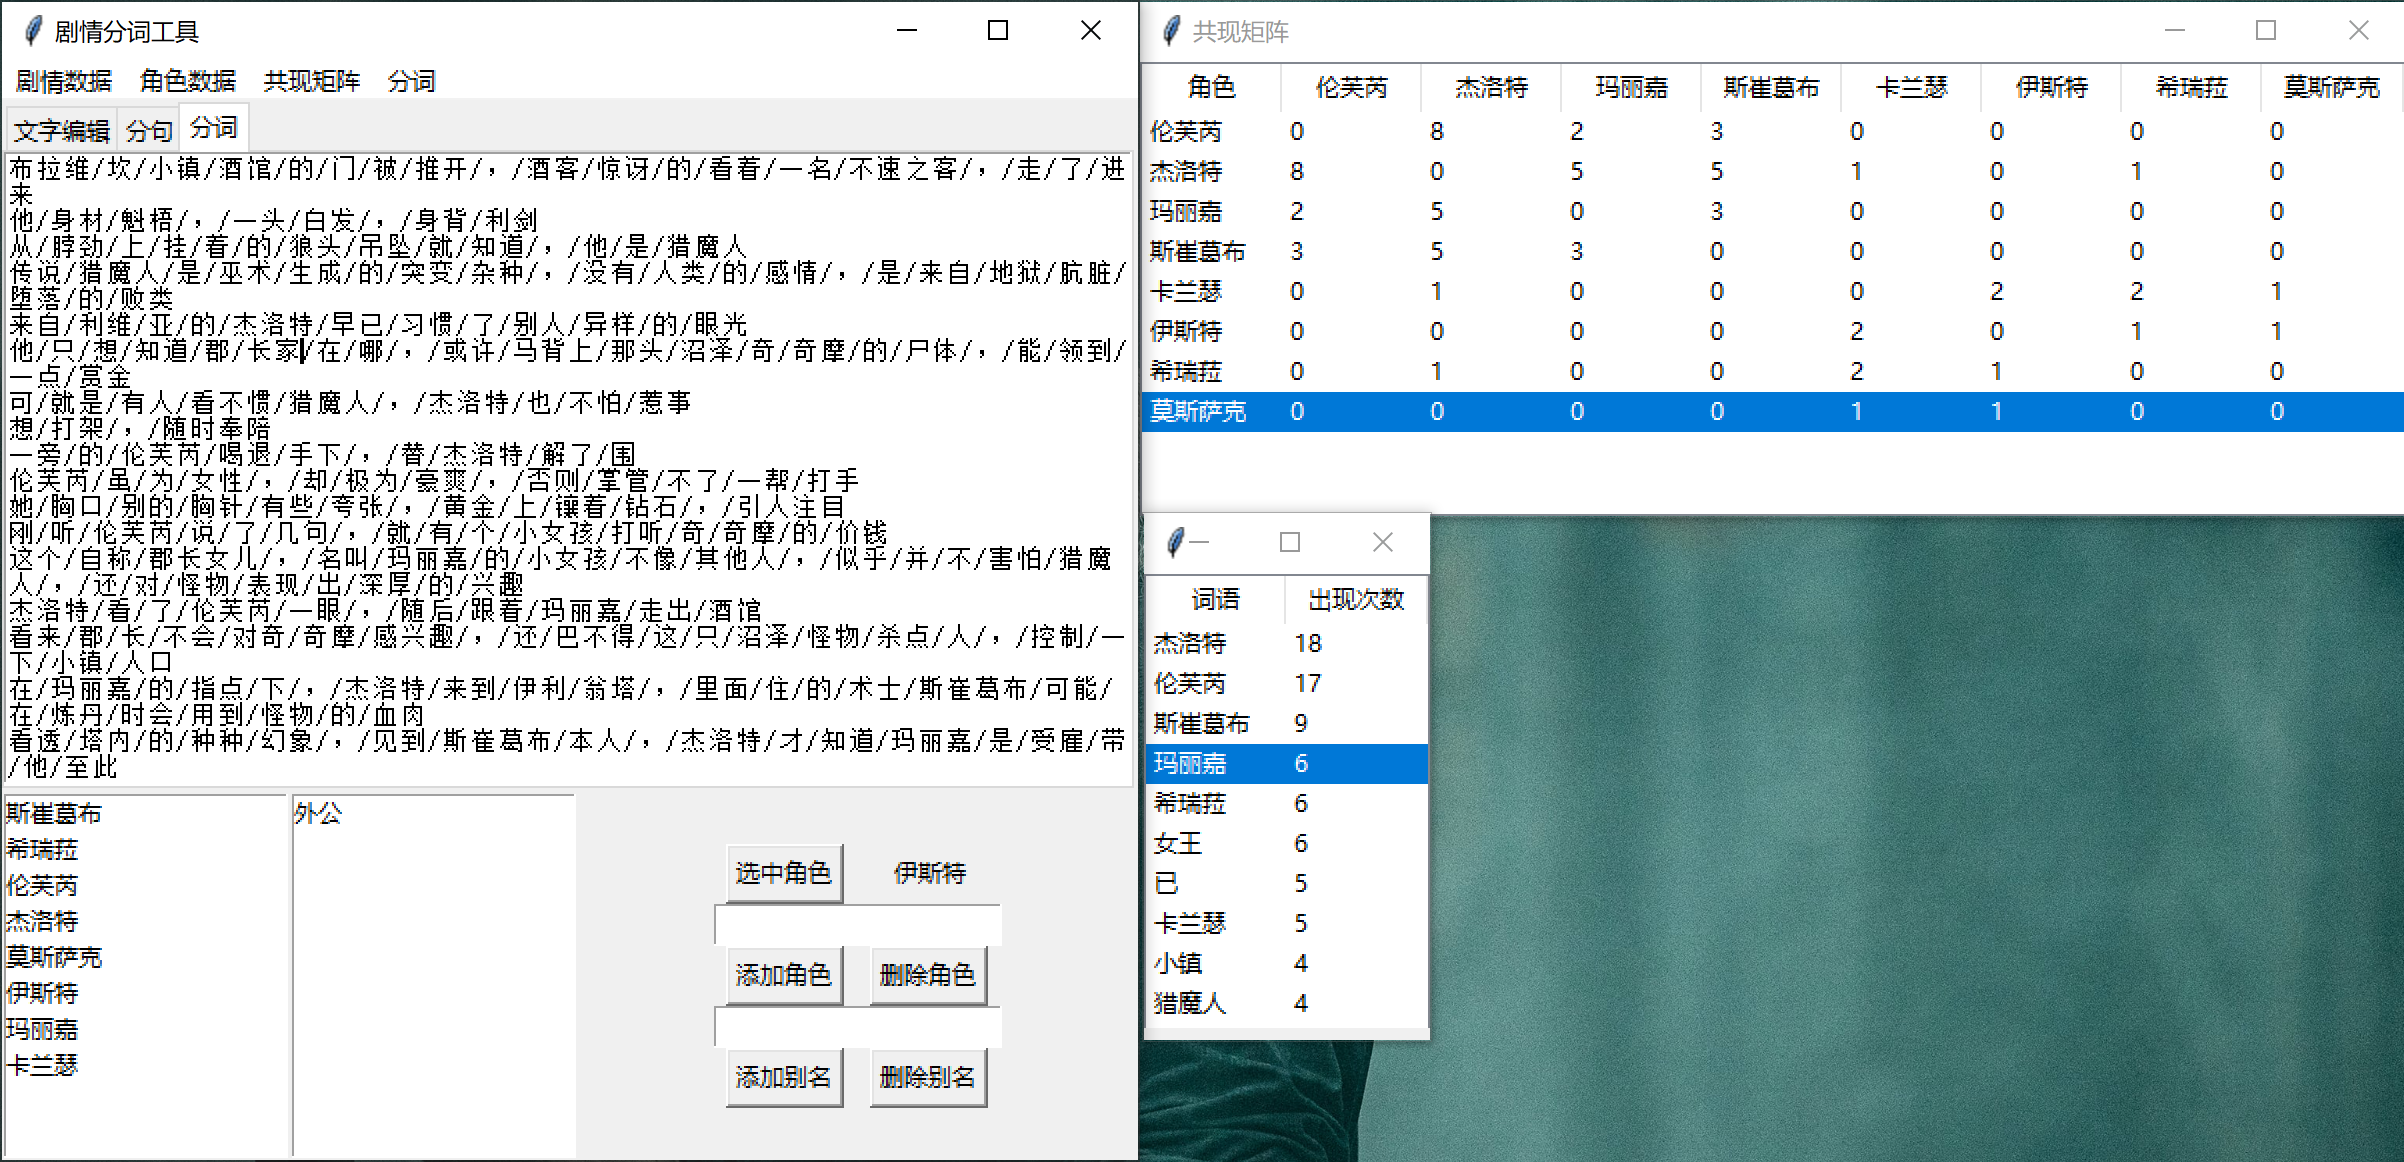 剧情分词工具
剧情数据 角色数据 共现矩阵 分词
文字编辑 分句 分词
布拉维/坎/小镇/酒馆/的/门/被/推开/，/酒客/惊讶/的/看着/一名/不速之客/，/走/了/进
来
他/身材/魁梧/，/一头/白发/，/身背/利剑
从/脖劲/上/挂/着/的/狼头/吊坠/就/知道/，/他/是/猎魔人
传说/猎魔人/是/巫术/生成/的/突变/杂种/，/没有/人类/的/感情/，/是/来自/地狱/肮脏/
堕落/的/败类
来自/利维/亚/的/杰洛特/早已/习惯/了/别人/异样/的/眼光
他/只/想/知道/郡/长家/在/哪/，/或许/马背上/那头/沼泽/奇/奇摩/的/尸体/，/能/领到/
一点/赏金
可/就是/有人/看不惯/猎魔人/，/杰洛特/也/不怕/惹事
想/打架/，/随时奉陪
一旁/的/伦芙芮/喝退/手下/，/替/杰洛特/解了/围
伦芙芮/虽/为/女性/，/却/极为/豪爽/，/否则/掌管/不了/一帮/打手
她/胸口/别的/胸针/有些/夸张/，/黄金/上/镶着/钻石/，/引人注目
刚/听/伦芙芮/说/了/几句/，/就/有/个/小女孩/打听/奇/奇摩/的/价钱
这个/自称/郡长女儿/，/名叫/玛丽嘉/的/小女孩/不像/其他人/，/似乎/并/不/害怕/猎魔
人/，/还/对/怪物/表现/出/深厚/的/兴趣
杰洛特/看/了/伦芙芮/一眼/，/随后/跟着/玛丽嘉/走出/酒馆
看来/郡/长/不会/对奇/奇摩/感兴趣/，/还/巴不得/这/只/沼泽/怪物/杀点/人/，/控制/一
下/小镇/人口
在/玛丽嘉/的/指点/下/，/杰洛特/来到/伊利/翁塔/，/里面/住/的/术士/斯崔葛布/可能/
在/炼丹/时会/用到/怪物/的/血肉
看透/塔内/的/种种/幻象/，/见到/斯崔葛布/本人/，/杰洛特/才/知道/玛丽嘉/是/受雇/带
/他/至此
斯崔葛布
希瑞菈
伦芙芮
杰洛特
莫斯萨克
伊斯特
玛丽嘉
卡兰瑟
外公
选中角色 伊斯特
添加角色 删除角色
添加别名 删除别名
共现矩阵
角色 伦芙芮 杰洛特 玛丽嘉 斯崔葛布 卡兰瑟 伊斯特 希瑞菈 莫斯萨克
伦芙芮 0 8 2 3 0 0 0 0
杰洛特 8 0 5 5 1 0 1 0
玛丽嘉 2 5 0 3 0 0 0 0
斯崔葛布 3 5 3 0 0 0 0 0
卡兰瑟 0 1 0 0 0 2 2 1
伊斯特 0 0 0 0 2 0 1 1
希瑞菈 0 1 0 0 2 1 0 0
莫斯萨克 0 0 0 0 1 1 0 0
词语 出现次数
杰洛特 18
伦芙芮 17
斯崔葛布 9
玛丽嘉 6
希瑞菈 6
女王 6
已 5
卡兰瑟 5
小镇 4
猎魔人 4